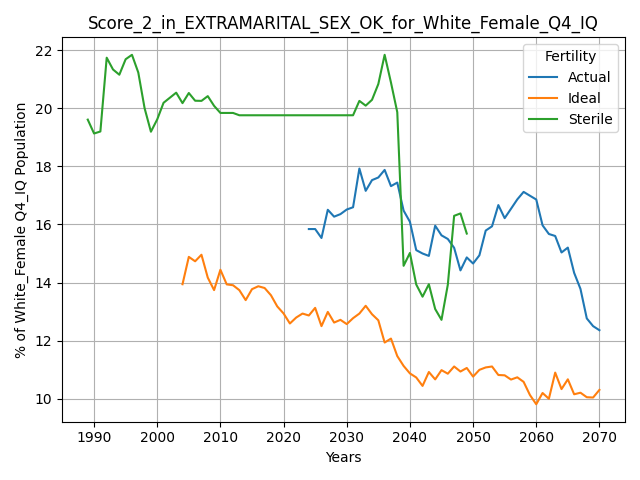 Score_2_in_EXTRAMARITAL_SEX_OK_for_White_Female_Q4_IQ
Fertility
Actual
Ideal
Sterile
% of White_Female Q4_IQ Population
22
20
18
16
14
12
10
1990 2000 2010 2020 2030 2040 2050 2060 2070
Years